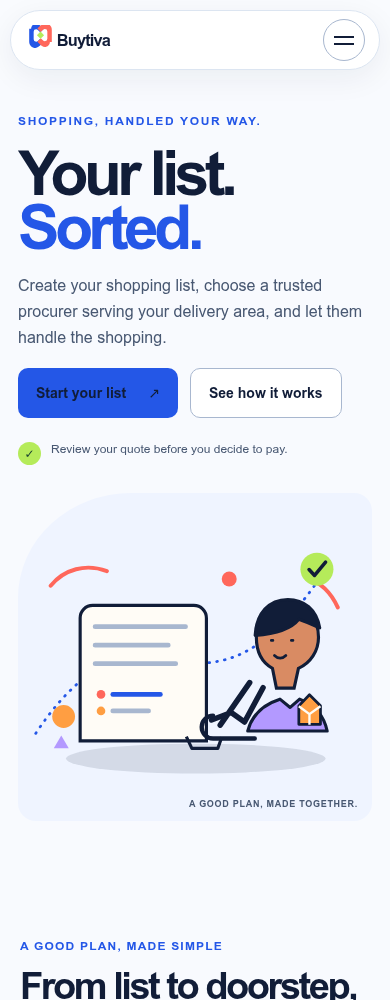 Buytiva
SHOPPING, HANDLED YOUR WAY.
Your list.
Sorted.
Create your shopping list, choose a trusted
procurer serving your delivery area, and let them
handle the shopping.
Start your list ↗
See how it works
✓ Review your quote before you decide to pay.
A GOOD PLAN, MADE TOGETHER.
A GOOD PLAN, MADE SIMPLE
From list to doorstep,